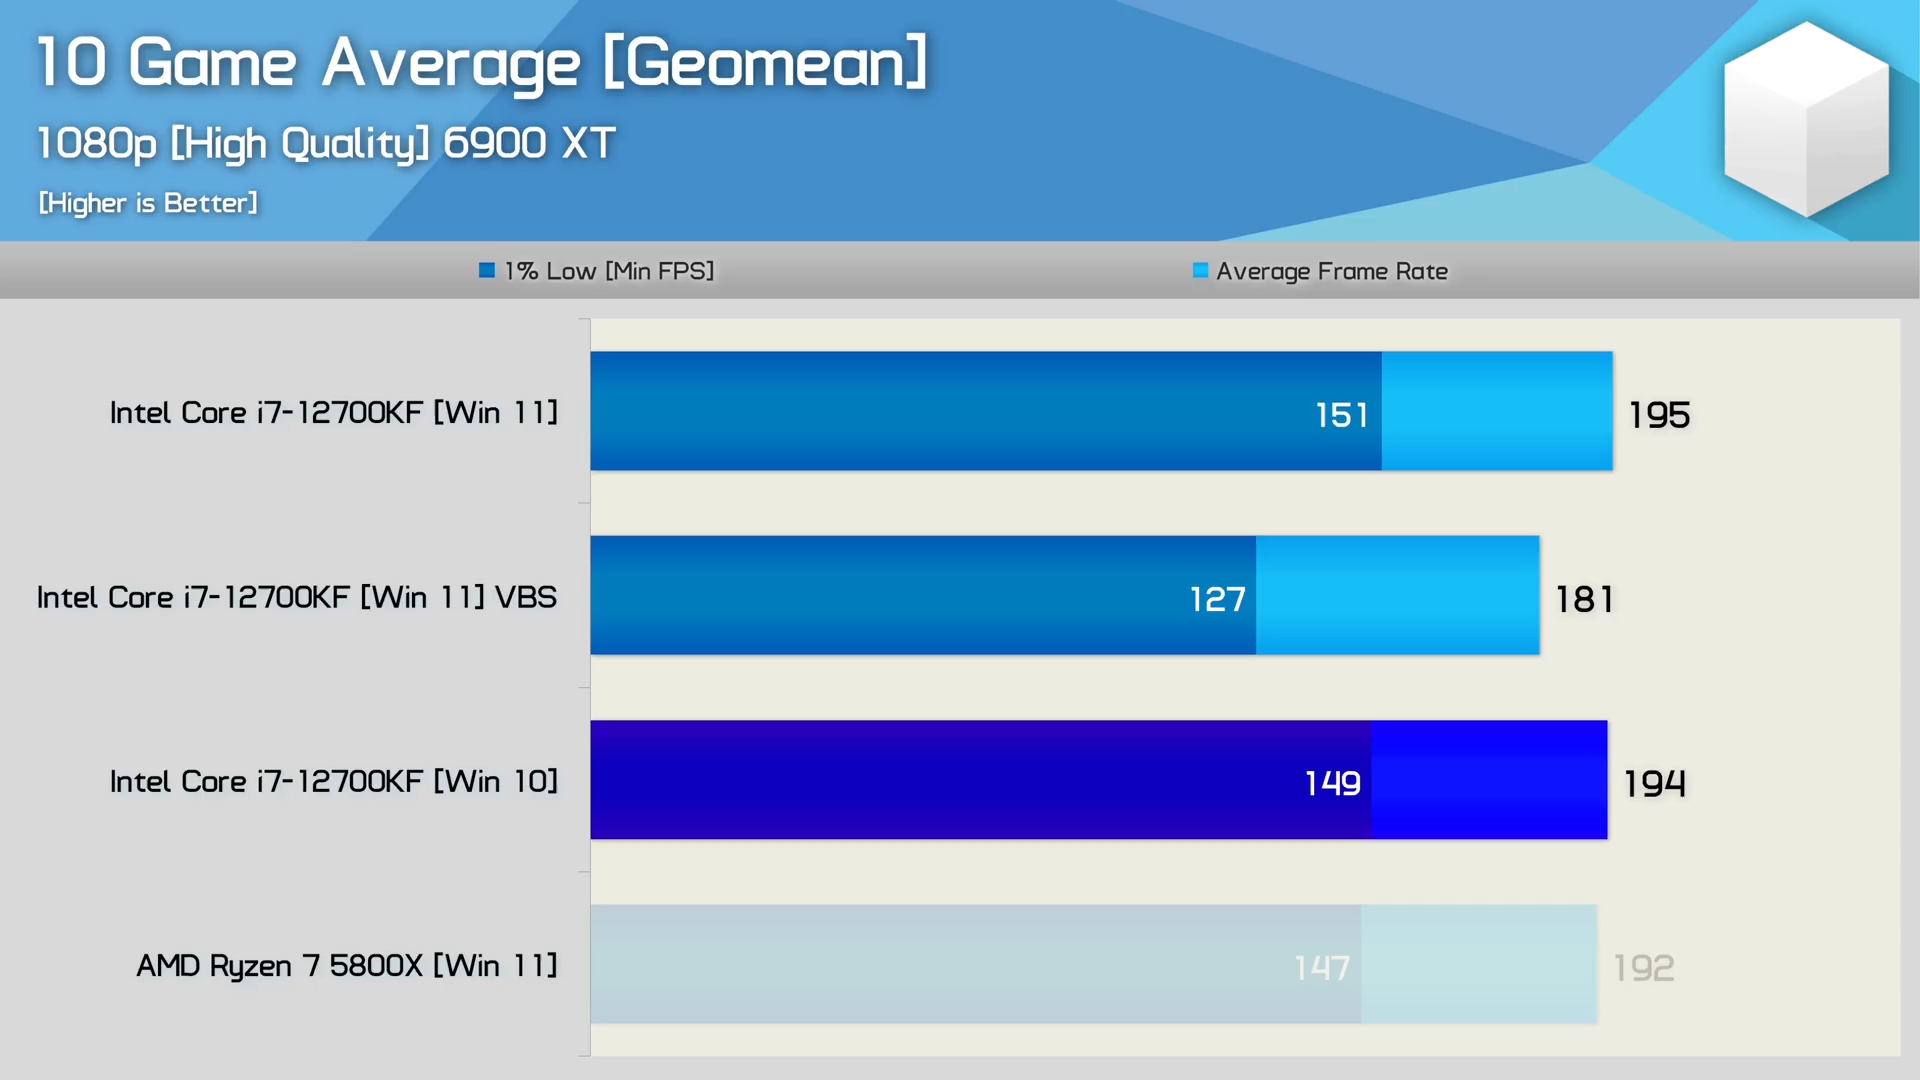 10 Game Average [Geomean]
1080p [High Quality] 6900 XT
[Higher is Better]
1% Low [Min FPS] Average Frame Rate
Intel Core i7-12700KF [Win 11] 151 195
Intel Core i7-12700KF [Win 11] VBS 127 181
Intel Core i7-12700KF [Win 10] 149 194
AMD Ryzen 7 5800X [Win 11] 147 192